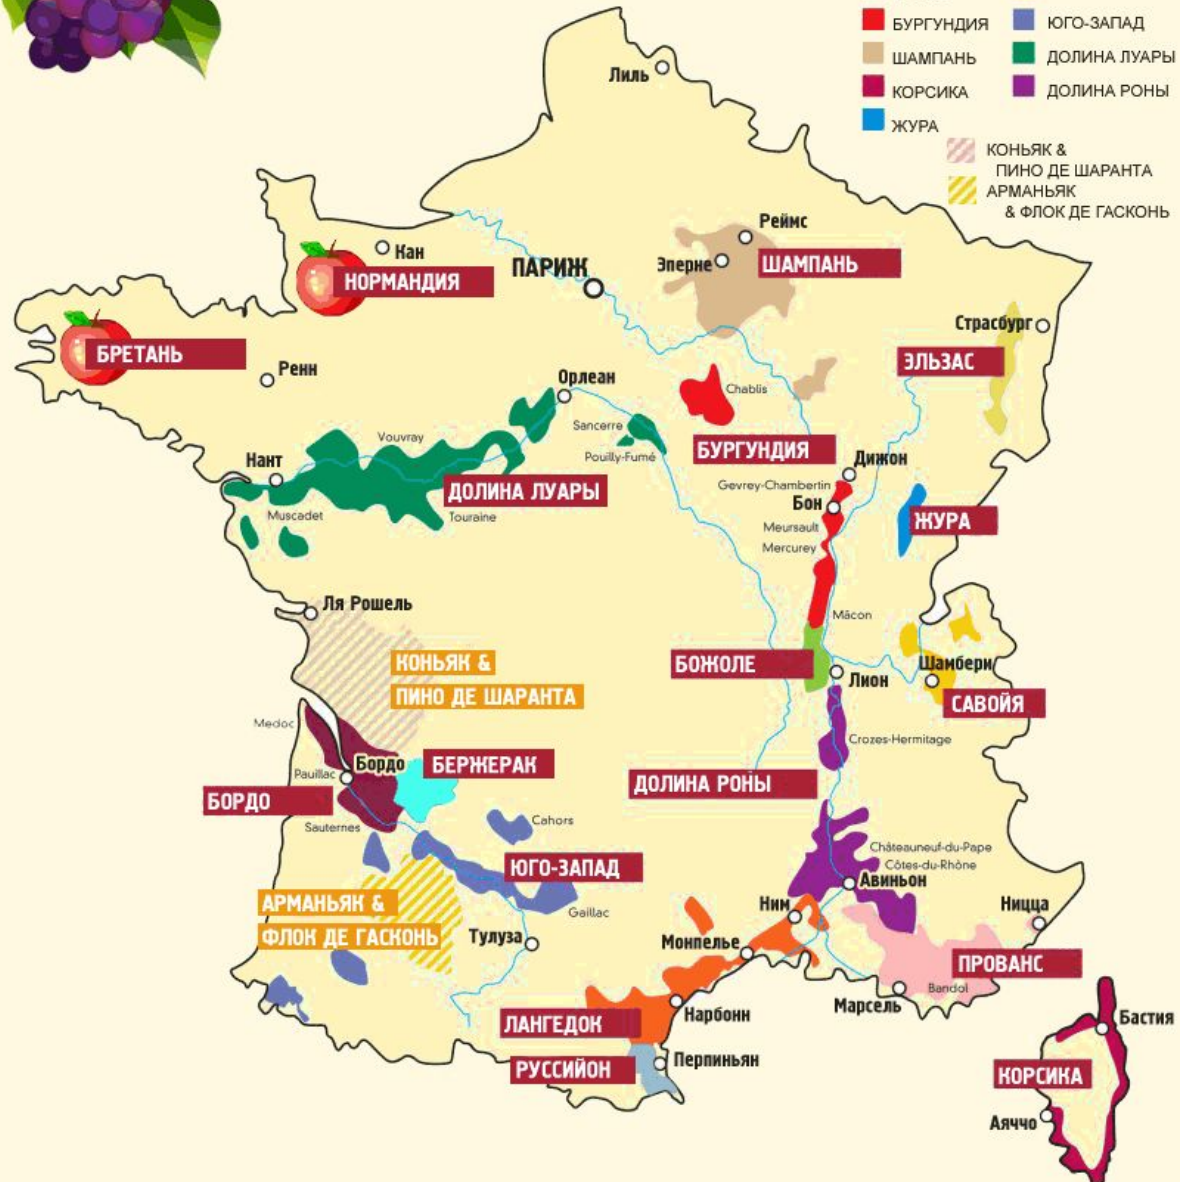 БУРГУНДИЯ
ШАМПАНЬ
КОРСИКА
ЖУРА
ЮГО-ЗАПАД
ДОЛИНА ЛУАРЫ
ДОЛИНА РОНЫ
КОНЬЯК &
ПИНО ДЕ ШАРАНТА
АРМАНЬЯК
& ФЛОК ДЕ ГАСКОНЬ
Лиль
Реймс
Кан
Эперне
ШАМПАНЬ
ПАРИЖ
НОРМАНДИЯ
Страсбург
БРЕТАНЬ
ЭЛЬЗАС
Ренн
Орлеан
Chablis
Sancerre
Vouvray
БУРГУНДИЯ
Pouilly-Fumé
Дижон
Нант
Gevrey-Chambertin
ДОЛИНА ЛУАРЫ
Бон
Muscadet
Touraine
Meursault
ЖУРА
Mercurey
Ля Рошель
Mâcon
КОНЬЯК &
ПИНО ДЕ ШАРАНТА
БОЖОЛЕ
Шамбери
Лион
САВОЙЯ
Medoc
Crozes-Hermitage
Бордо
БЕРЖЕРАК
Pauillac
ДОЛИНА РОНЫ
БОРДО
Sauternes
Cahors
Châteauneuf-du-Pape
Côtes-du-Rhône
ЮГО-ЗАПАД
Авиньон
АРМАНЬЯК &
ФЛОК ДЕ ГАСКОНЬ
Gaillac
Ним
Ницца
Тулуза
Монпелье
ПРОВАНС
Bandol
Марсель
ЛАНГЕДОК
Нарбонн
Бастия
РУССИЙОН
Перпиньян
КОРСИКА
Аяччо